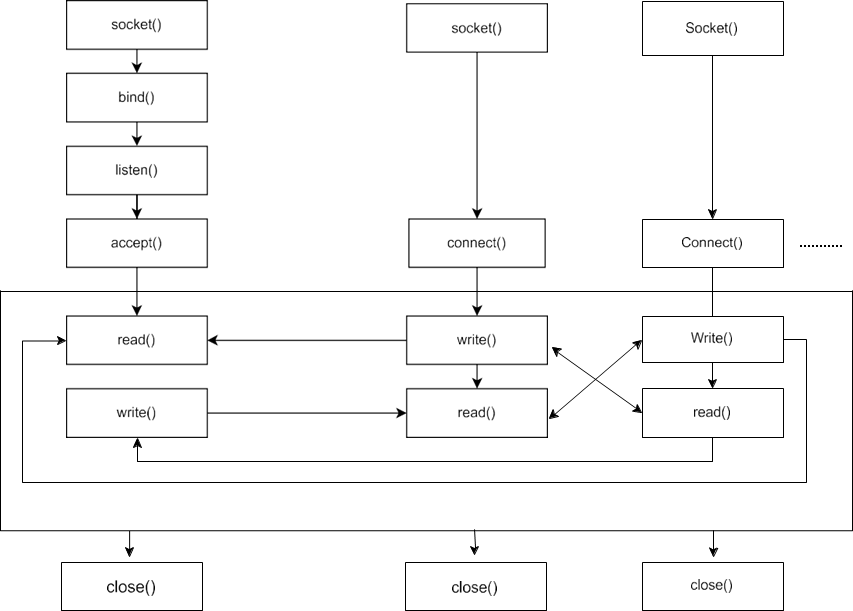 socket()
socket()
Socket()
bind()
listen()
accept()
connect()
Connect()
...........
read()
write()
Write()
write()
read()
read()
close()
close()
close()